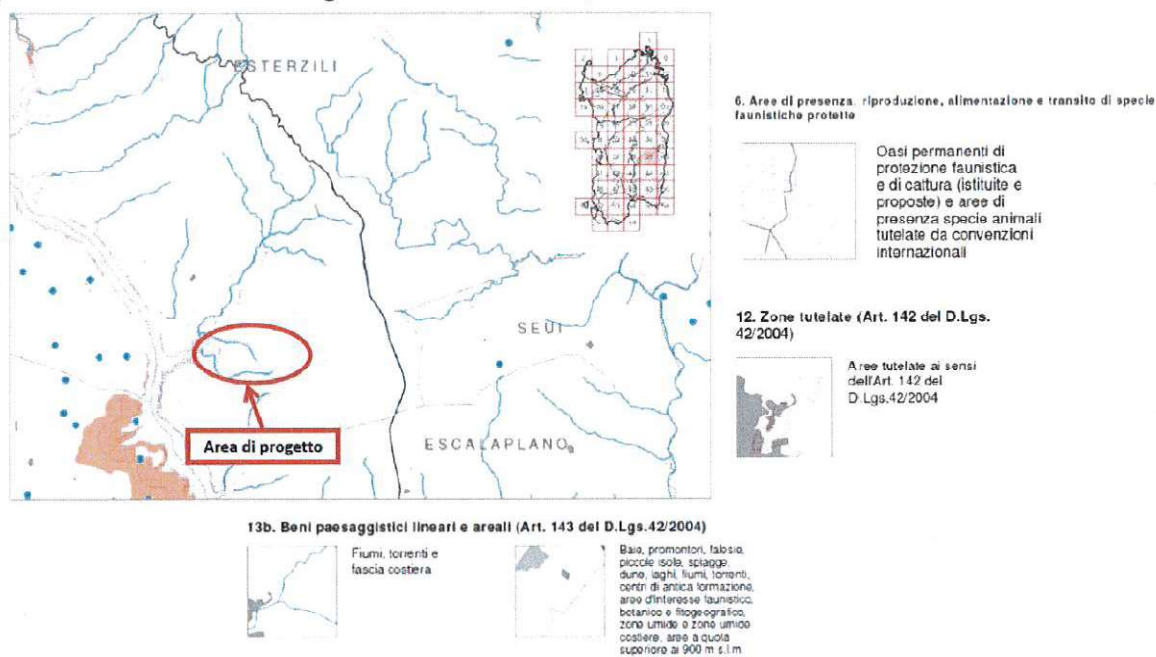 ESTERZILI
SEUI
ESCALAPLANO
Area di progetto
6. Aree di presenza, riproduzione, alimentazione e transito di specie
faunistiche protette
Oasi permanenti di
protezione faunistica
e di cattura (istituite e
proposte) e aree di
presenza specie animali
tutelate da convenzioni
internazionali
12. Zone tutelate (Art. 142 del D.Lgs.
42/2004)
Aree tutelate ai sensi
dell'Art. 142 del
D.Lgs.42/2004
13b. Beni paesaggistici lineari e areali (Art. 143 del D.Lgs.42/2004)
Fiumi, torrenti e
fascia costiera
Baie, promontori, falesie,
piccole isole, spiagge,
dune, laghi, fiumi, torrenti,
centri di antica formazione,
aree d'interesse faunistico,
botanico e fitogeografico,
zone umide e zone umide
costiere, aree a quota
superiore ai 900 m s.l.m